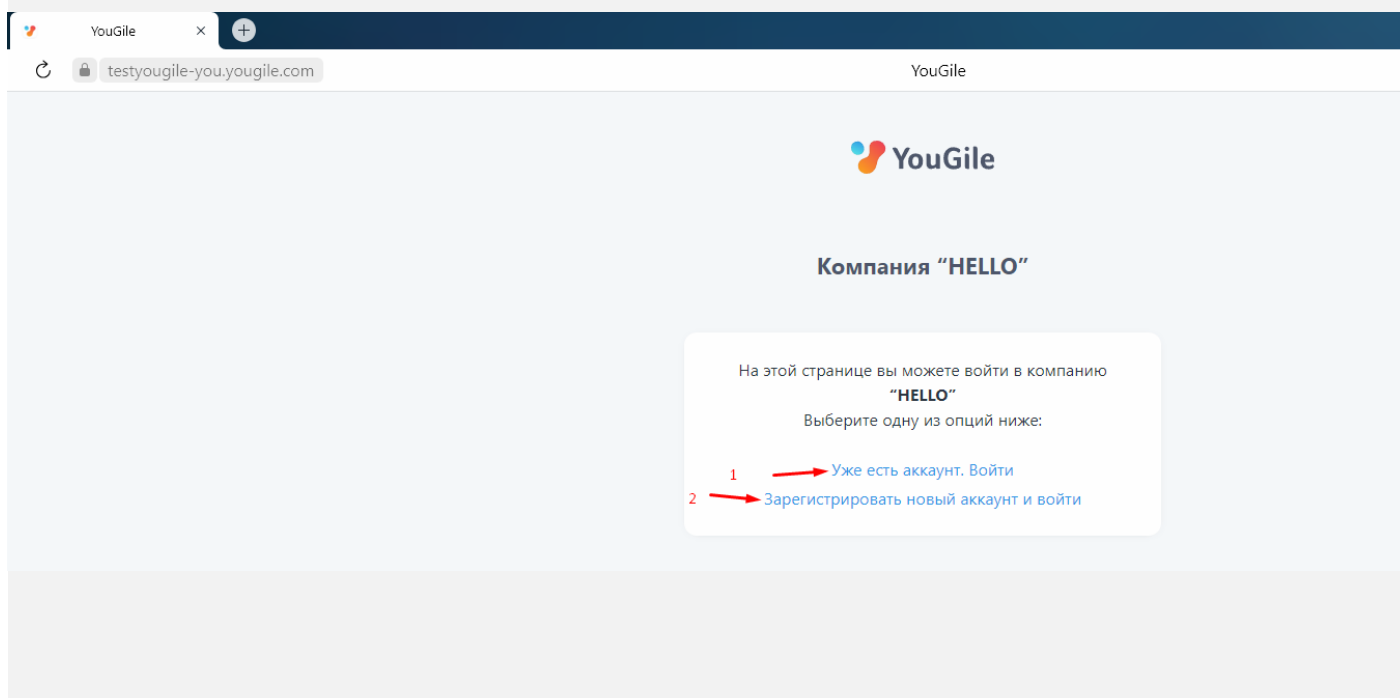 YouGile
testyougile-you.yougile.com
YouGile
YouGile
Компания “HELLO”
На этой странице вы можете войти в компанию
“HELLO”
Выберите одну из опций ниже:
1 Уже есть аккаунт. Войти
2 Зарегистрировать новый аккаунт и войти